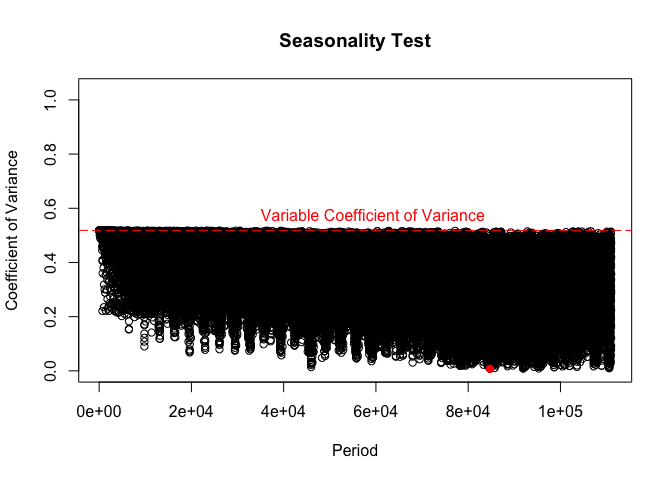 Seasonality Test
Coefficient of Variance
1.0
0.8
0.6
0.4
0.2
0.0
Variable Coefficient of Variance
0e+00 2e+04 4e+04 6e+04 8e+04 1e+05
Period